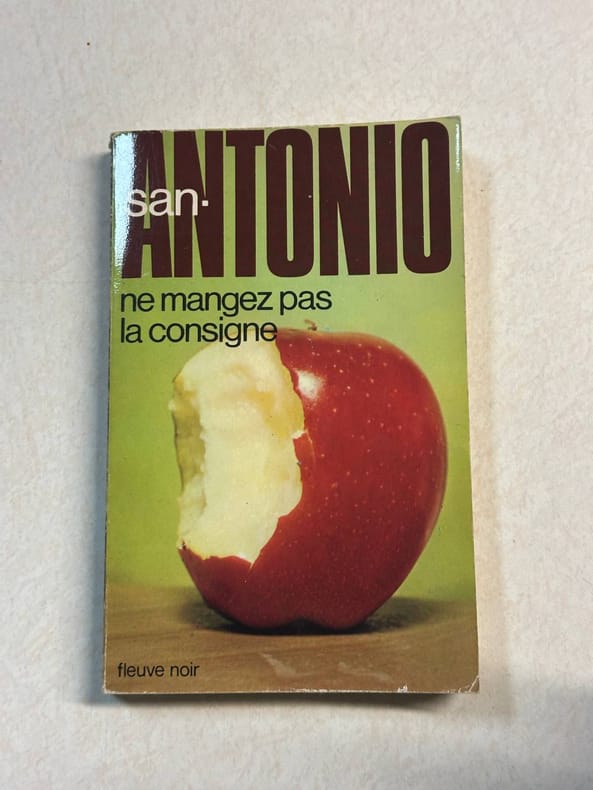 san-
ANTONIO
ne mangez pas
la consigne
fleuve noir